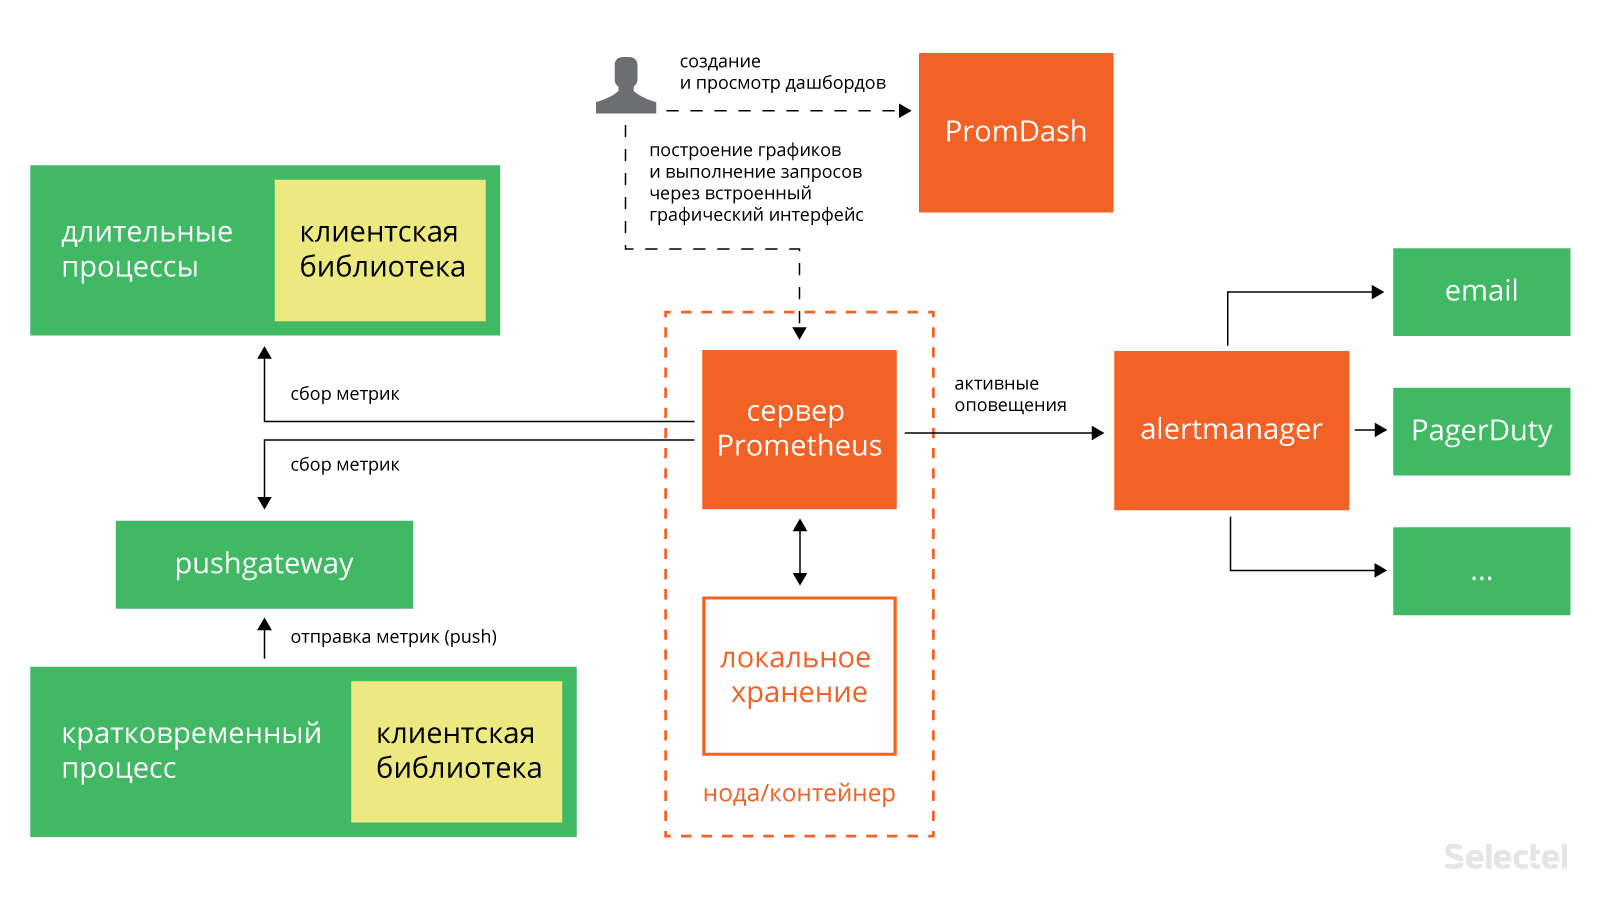 создание
и просмотр дашбордов
PromDash
построение графиков
и выполнение запросов
через встроенный
графический интерфейс
длительные
процессы
клиентская
библиотека
сбор метрик
сбор метрик
pushgateway
отправка метрик (push)
кратковременный
процесс
клиентская
библиотека
сервер
Prometheus
локальное
хранение
нода/контейнер
активные
оповещения
alertmanager
email
PagerDuty
...
Selectel